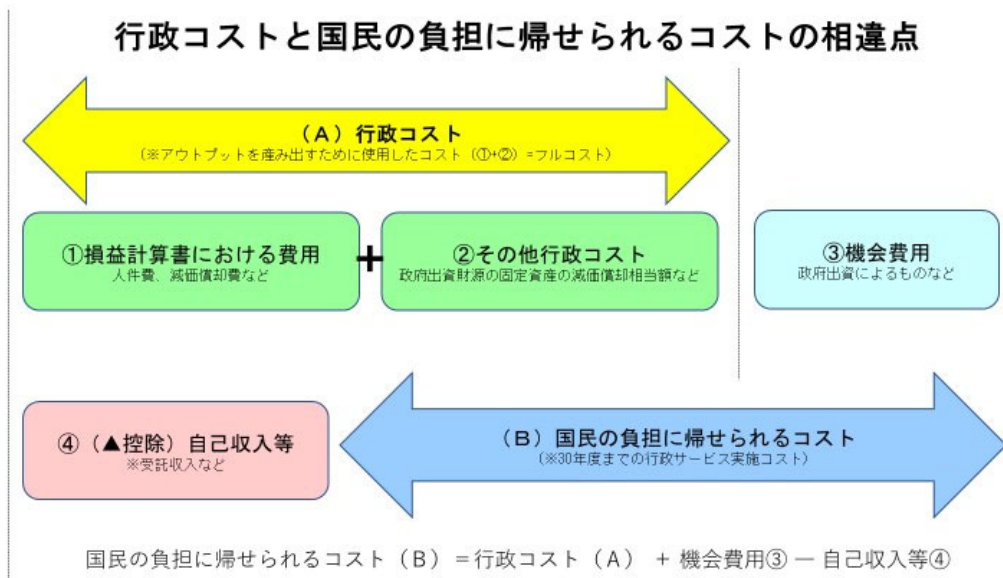 行政コストと国民の負担に帰せられるコストの相違点
（A）行政コスト
（※アウトプットを産み出すために使用したコスト（①+②）=フルコスト）
①損益計算書における費用
人件費、減価償却費など
+
②その他行政コスト
政府出資財源の固定資産の減価償却相当額など
③機会費用
政府出資によるものなど
④（▲控除）自己収入等
※受託収入など
（B）国民の負担に帰せられるコスト
（※30年度までの行政サービス実施コスト）
国民の負担に帰せられるコスト（B）＝行政コスト（A） + 機会費用③ ― 自己収入等④